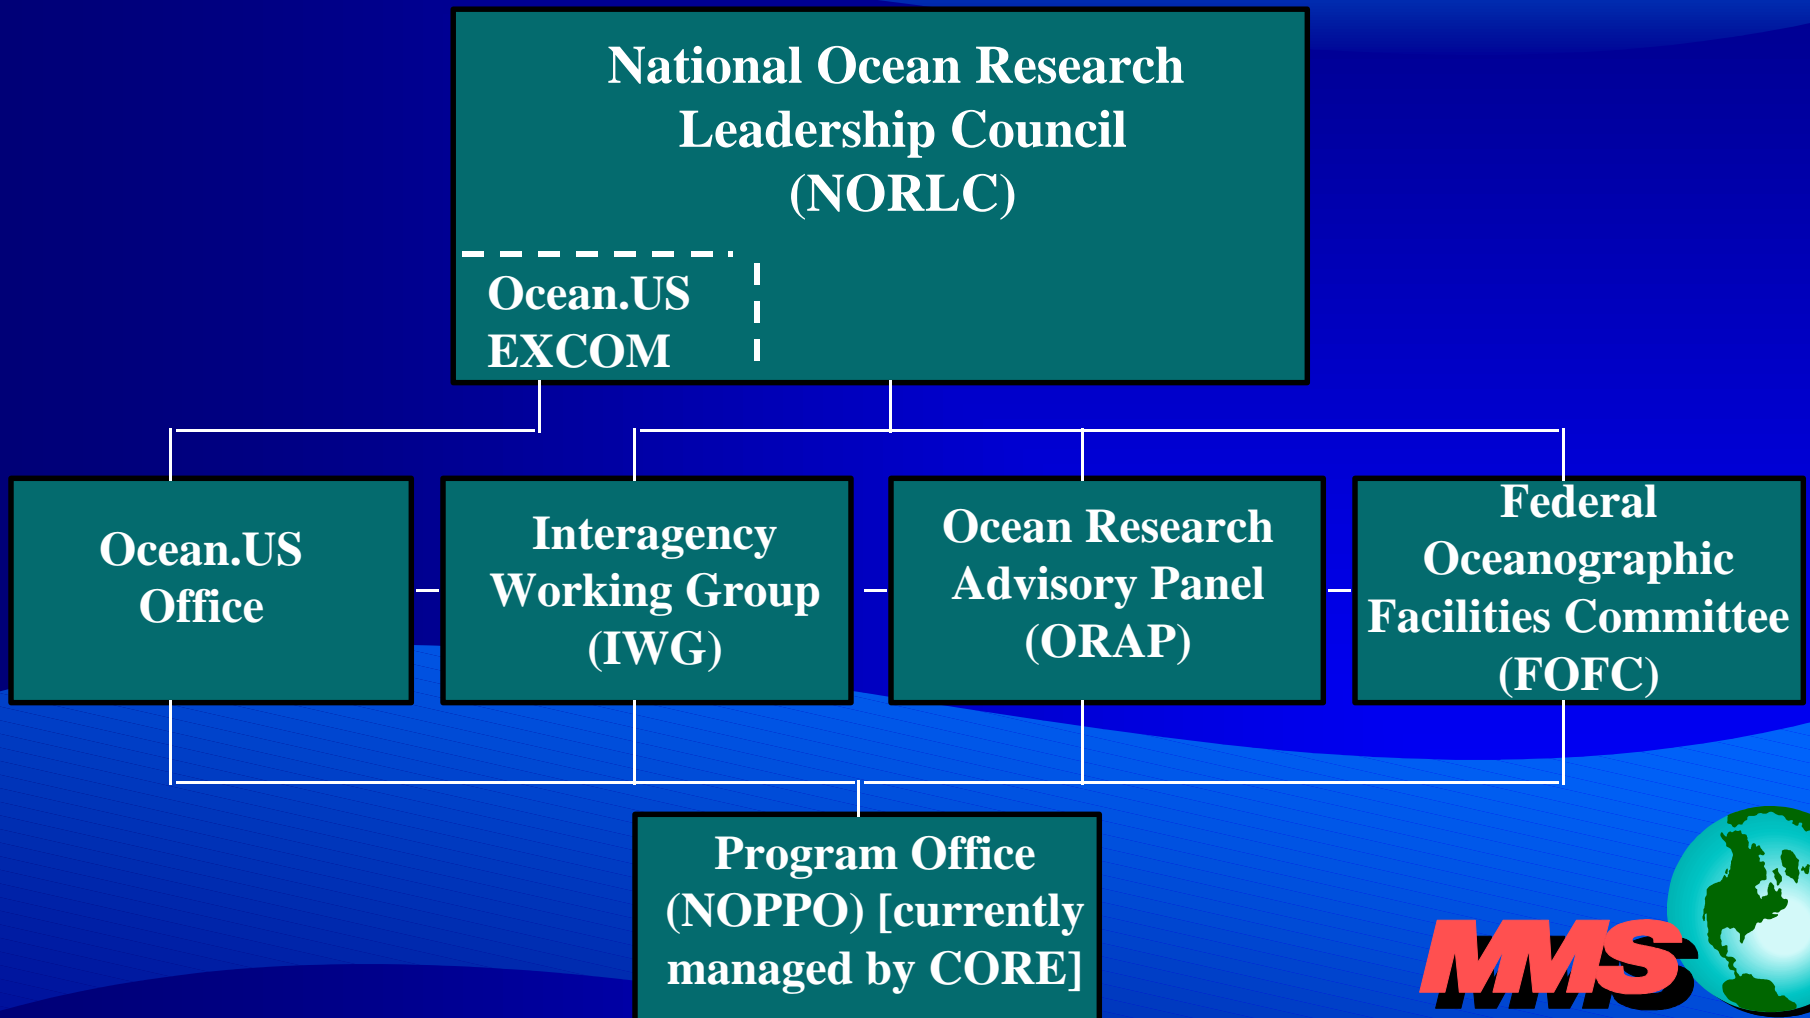 National Ocean Research
Leadership Council
(NORLC)
Ocean.US
EXCOM
Ocean.US
Office
Interagency
Working Group
(IWG)
Ocean Research
Advisory Panel
(ORAP)
Federal
Oceanographic
Facilities Committee
(FOFC)
Program Office
(NOPPO) [currently
managed by CORE]
MMS